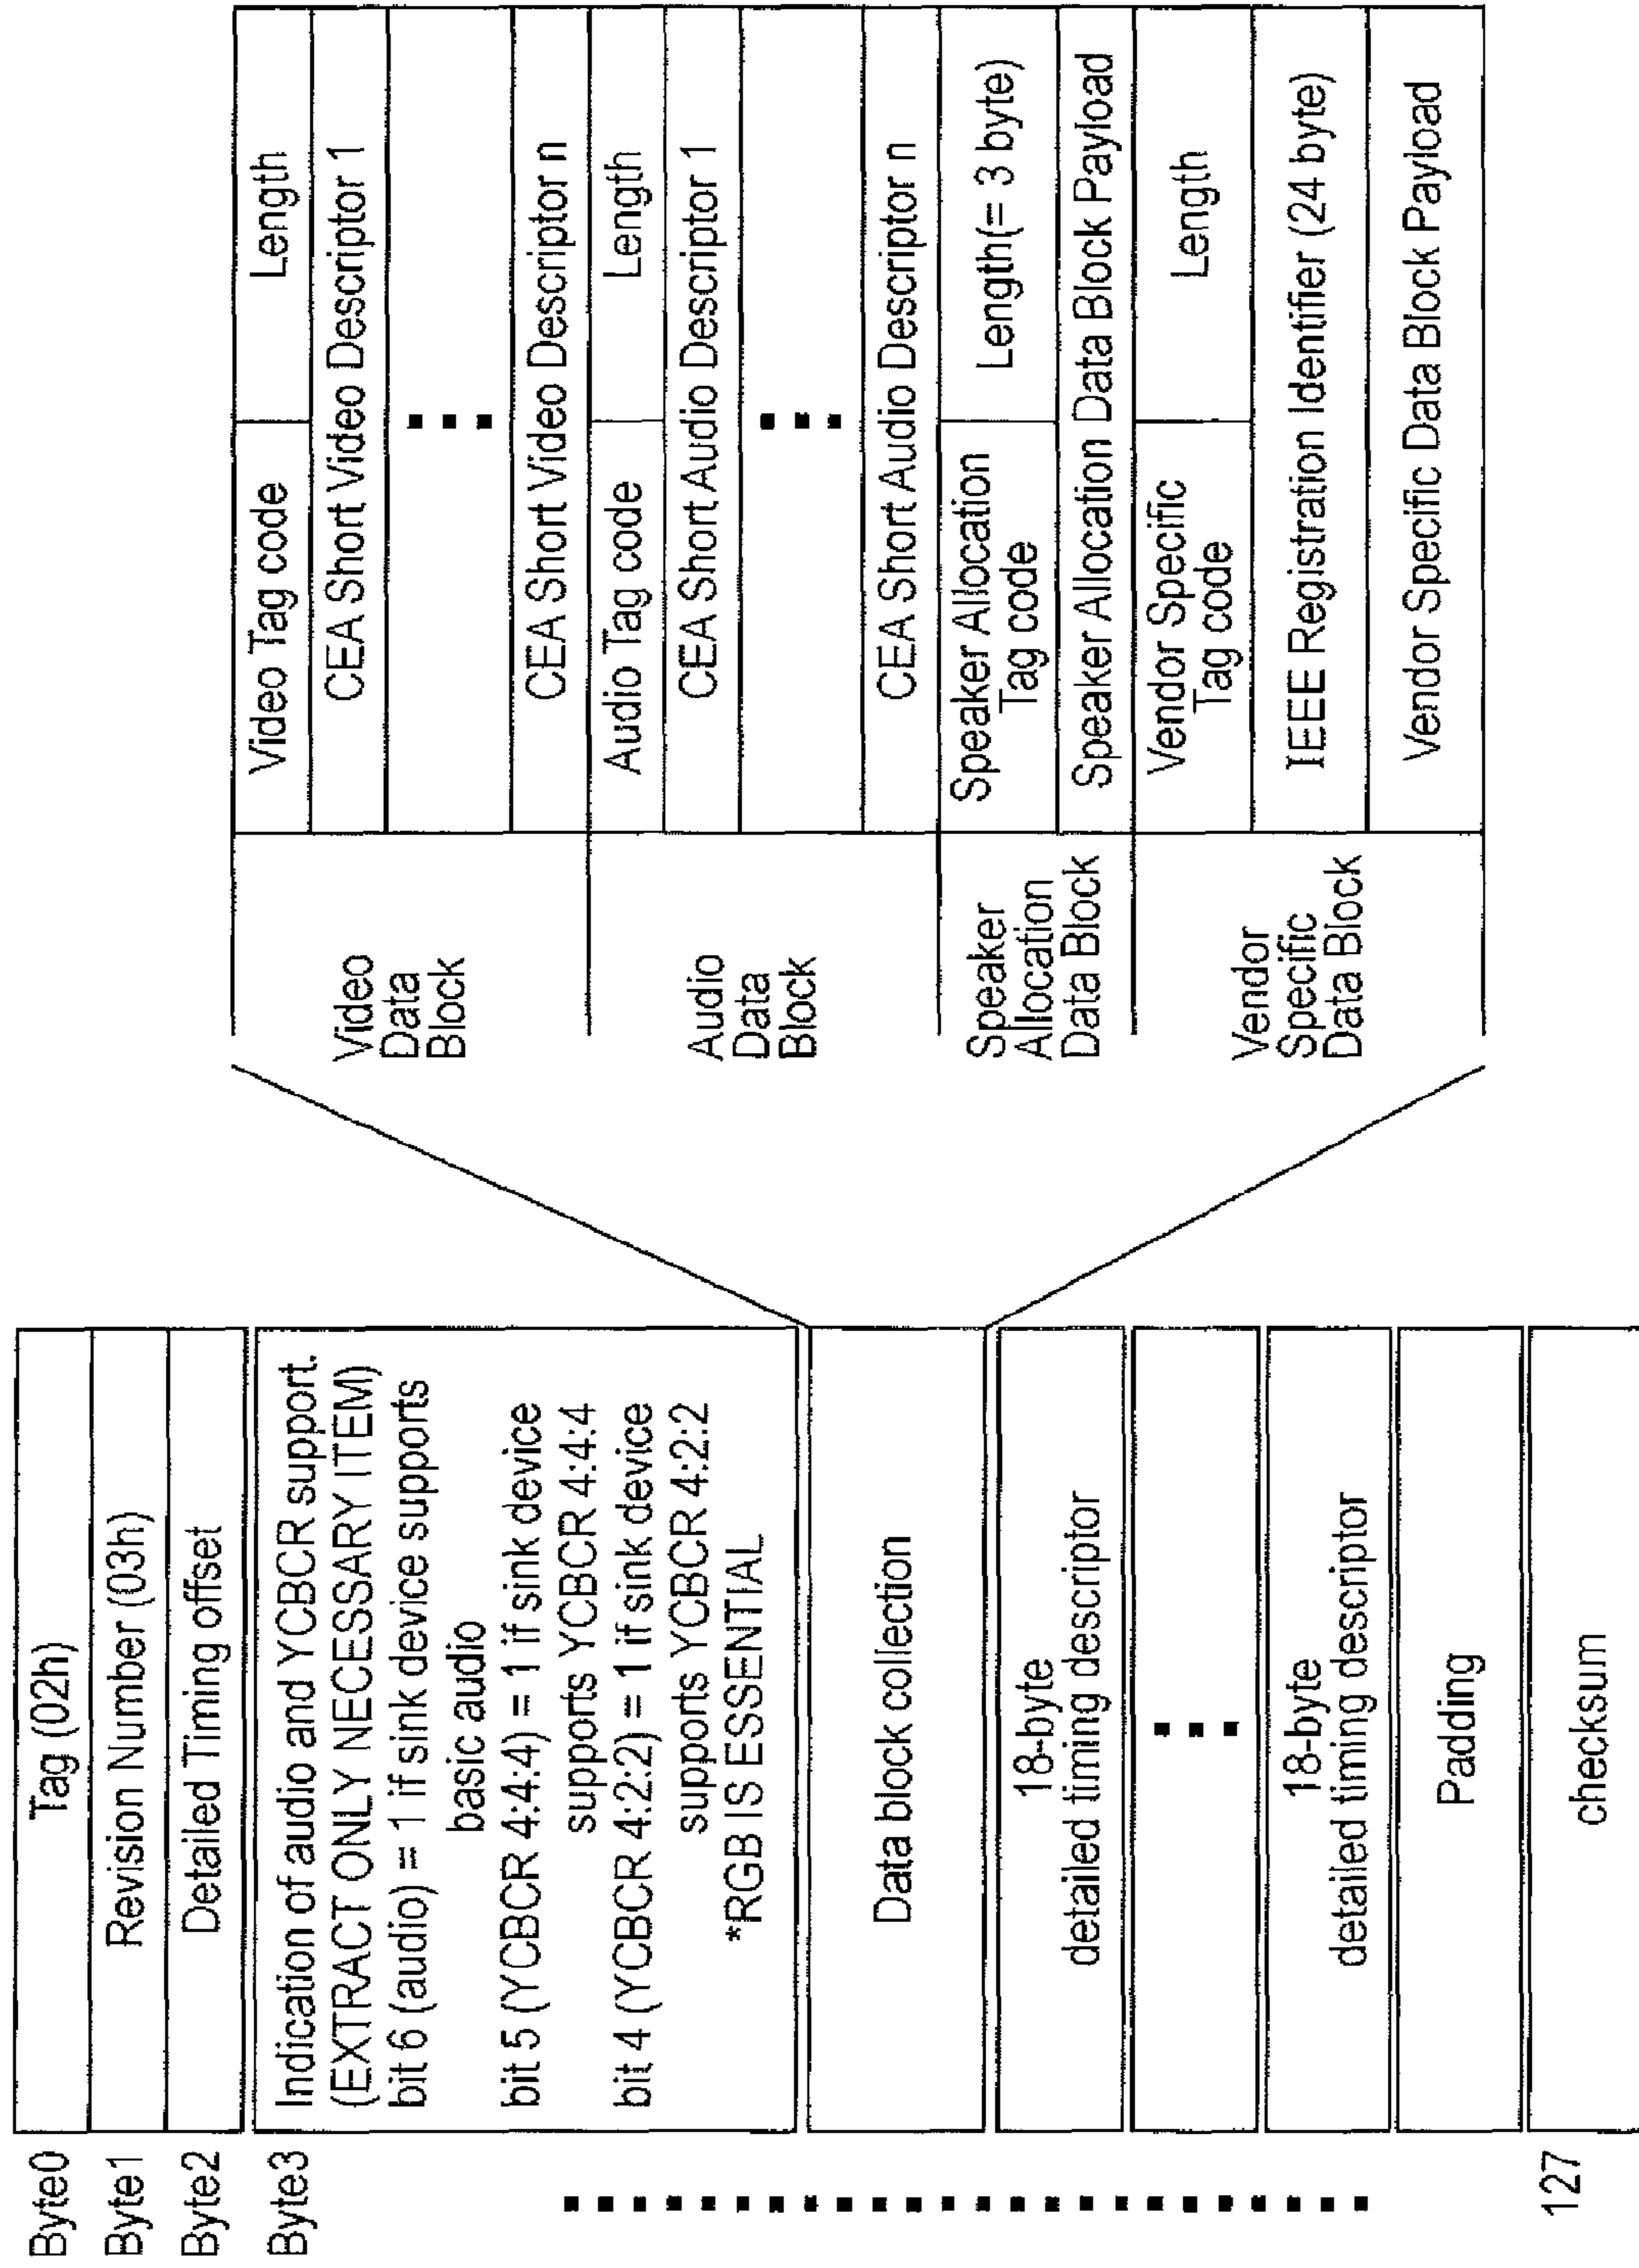 Byte0
Tag (02h)
Byte1
Revision Number (03h)
Byte2
Detailed Timing offset
Byte3
Indication of audio and YCBCR support.
(EXTRACT ONLY NECESSARY ITEM)
bit 6 (audio) = 1 if sink device supports
basic audio
bit 5 (YCBCR 4:4:4) = 1 if sink device
supports YCBCR 4:4:4
bit 4 (YCBCR 4:2:2) = 1 if sink device
supports YCBCR 4:2:2
*RGB IS ESSENTIAL
Data block collection
18-byte
detailed timing descriptor
18-byte
detailed timing descriptor
Padding
127
checksum
Video
Data
Block
Video Tag code
Length
CEA Short Video Descriptor 1
CEA Short Video Descriptor n
Audio
Data
Block
Audio Tag code
Length
CEA Short Audio Descriptor 1
CEA Short Audio Descriptor n
Speaker
Allocation
Data Block
Speaker Allocation
Tag code
Length(= 3 byte)
Speaker Allocation Data Block Payload
Vendor
Specific
Data Block
Vendor Specific
Tag code
Length
IEEE Registration Identifier (24 byte)
Vendor Specific Data Block Payload